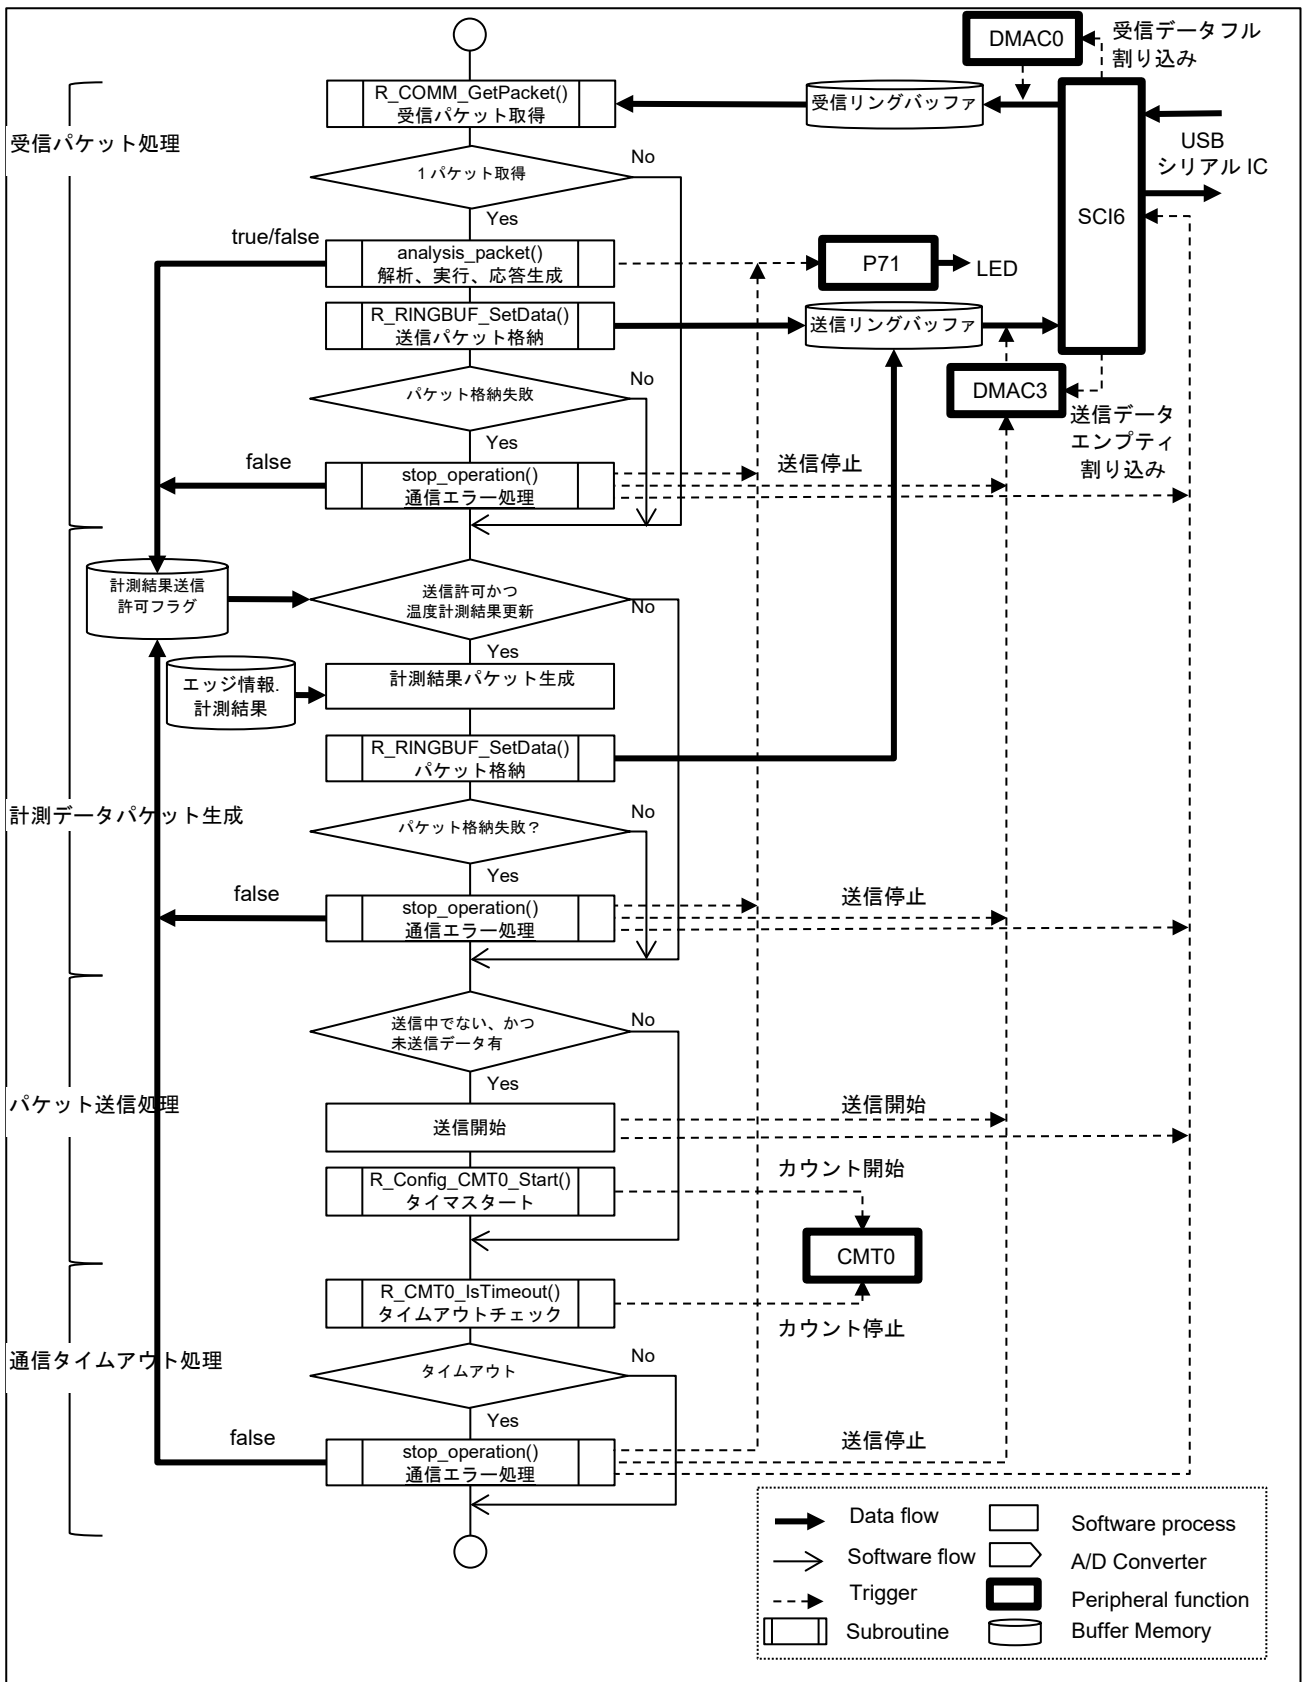 DMAC0
受信データフル
割り込み
R_COMM_GetPacket()
受信パケット取得
受信リングバッファ
受信パケット処理
USB
シリアル IC
No
1 パケット取得
SCI6
Yes
true/false
analysis_packet()
解析、実行、応答生成
P71
LED
R_RINGBUF_SetData()
送信パケット格納
送信リングバッファ
No
パケット格納失敗
DMAC3
送信データ
エンプティ
割り込み
Yes
false
stop_operation()
通信エラー処理
送信停止
計測結果送信
許可フラグ
送信許可かつ
温度計測結果更新
No
Yes
エッジ情報.
計測結果
計測結果パケット生成
R_RINGBUF_SetData()
パケット格納
計測データパケット生成
No
パケット格納失敗?
Yes
false
stop_operation()
通信エラー処理
送信停止
送信中でない、かつ
未送信データ有
No
Yes
パケット送信処理
送信開始
送信開始
カウント開始
R_Config_CMT0_Start()
タイマスタート
CMT0
R_CMT0_IsTimeout()
タイムアウトチェック
カウント停止
通信タイムアウト処理
No
タイムアウト
Yes
false
stop_operation()
通信エラー処理
送信停止
Data flow
Software process
Software flow
A/D Converter
Trigger
Peripheral function
Subroutine
Buffer Memory